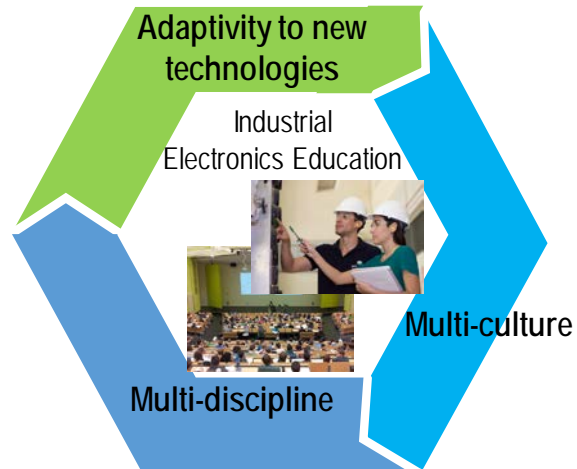 Adaptivity to new
technologies
Industrial
Electronics Education
Multi-culture
Multi-discipline